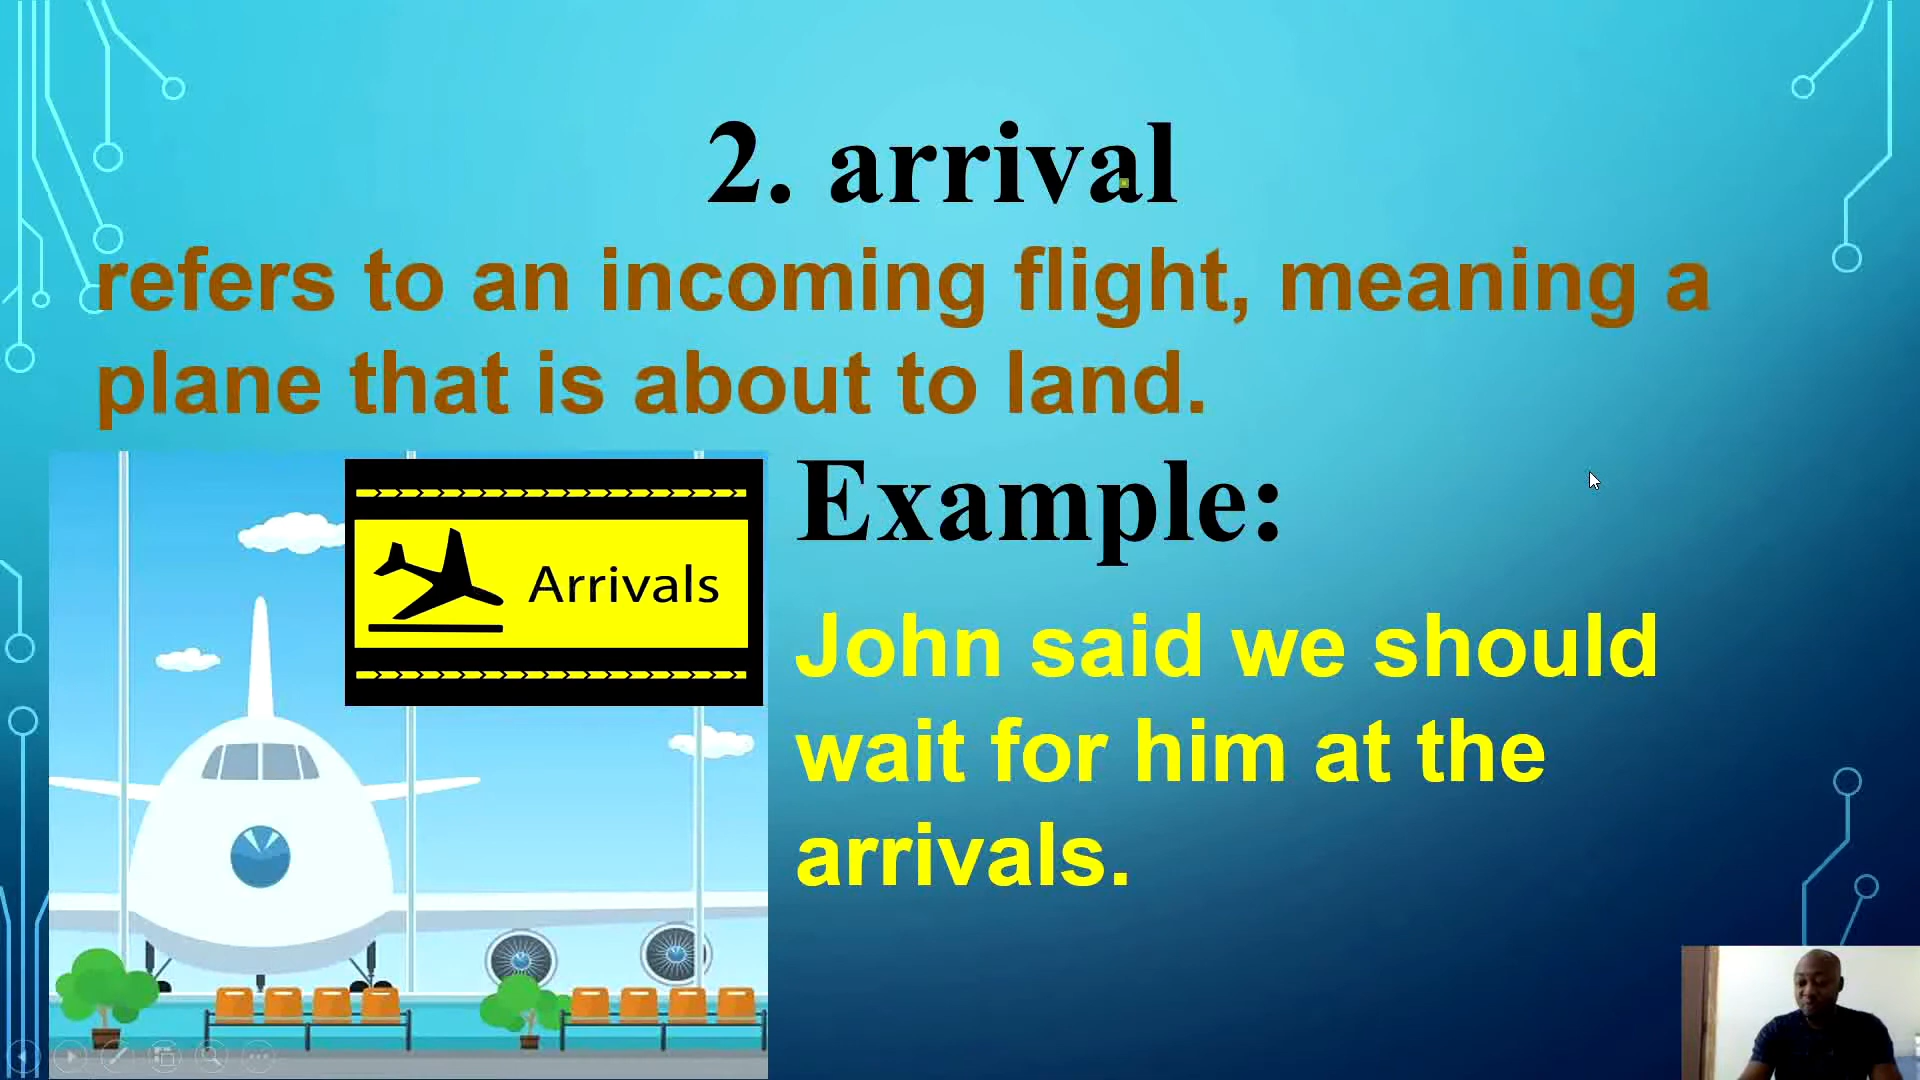 2. arrival
refers to an incoming flight, meaning a
plane that is about to land.
Arrivals
Example:
John said we should
wait for him at the
arrivals.